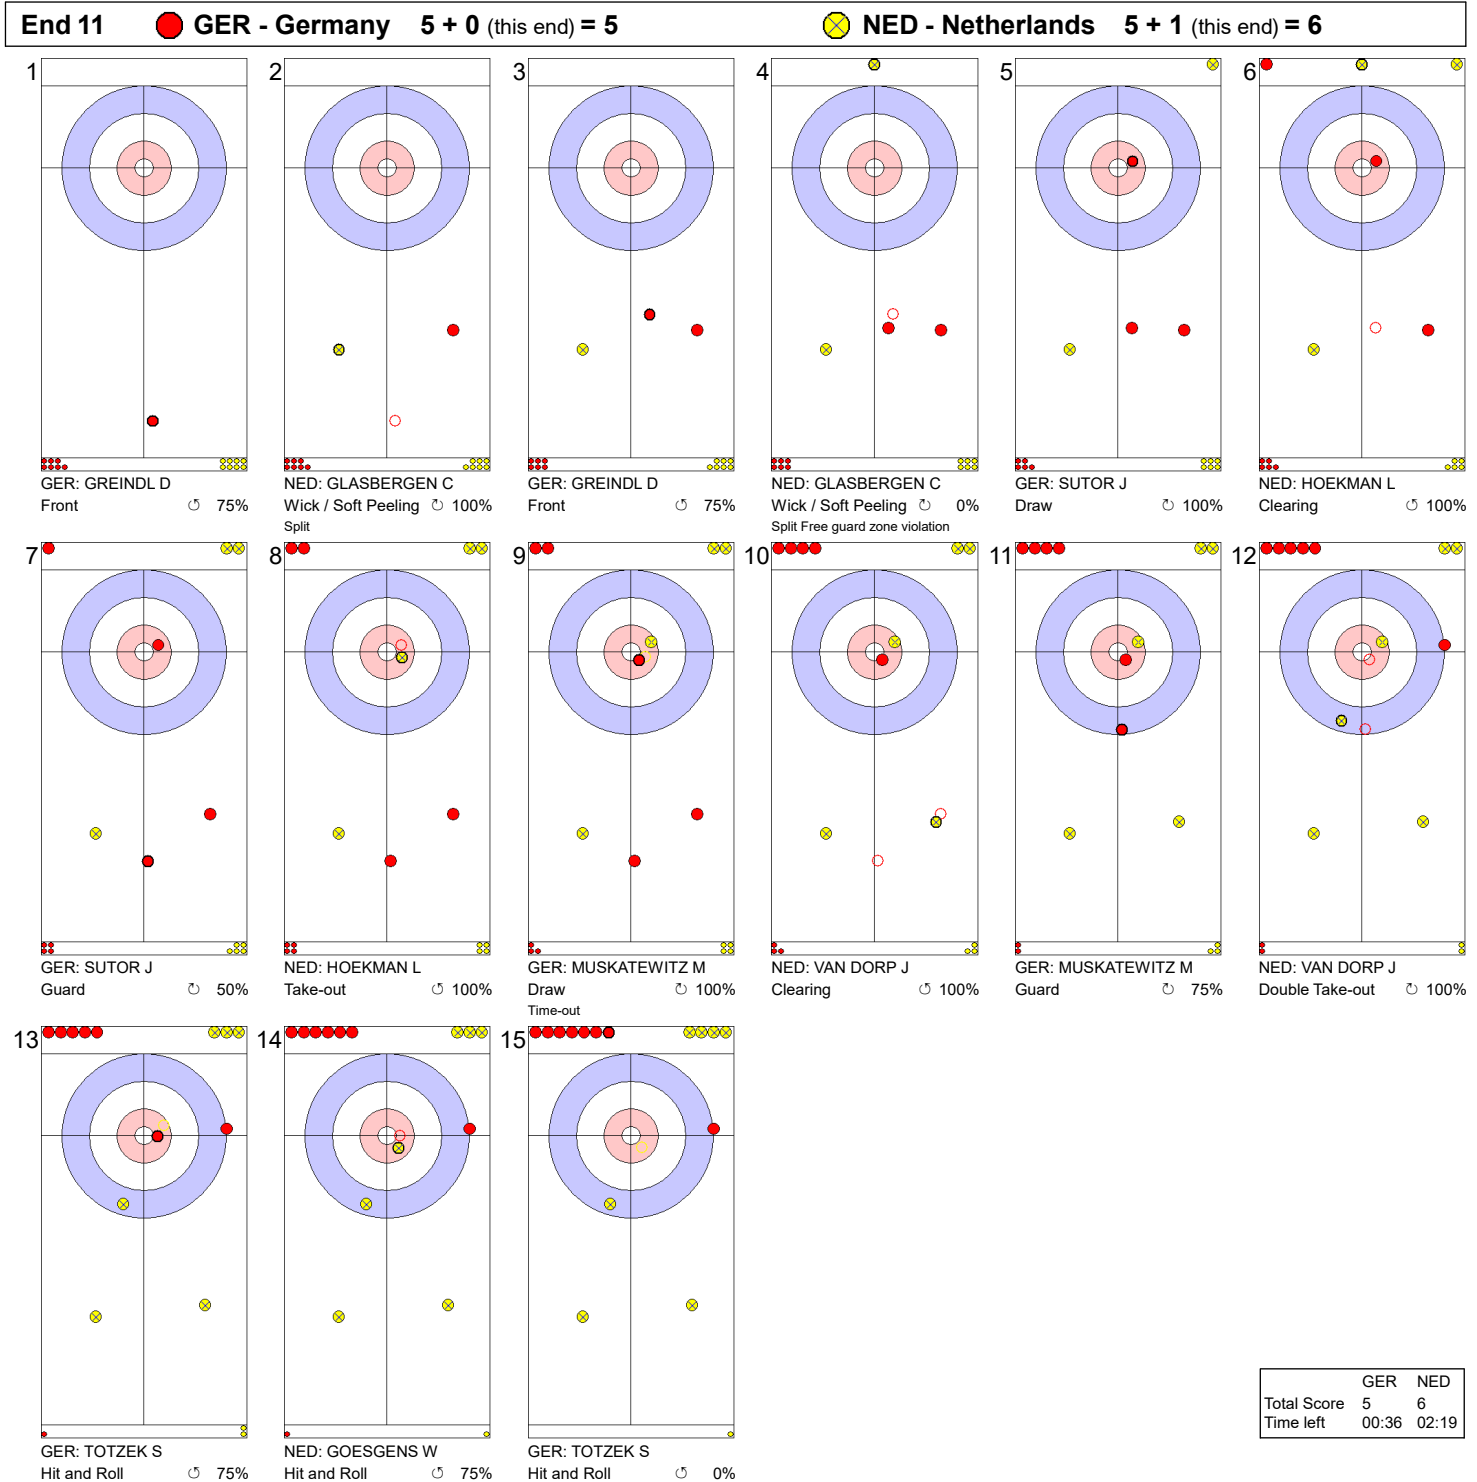 End 11 GER - Germany 5 + 0 (this end) = 5 NED - Netherlands 5 + 1 (this end) = 6
1 2 3 4 5 6
GER: GREINDL D NED: GLASBERGEN C GER: GREINDL D NED: GLASBERGEN C GER: SUTOR J NED: HOEKMAN L
Front 75% Wick / Soft Peeling 100% Front 75% Wick / Soft Peeling 0% Draw 100% Clearing 100%
Split Split Free guard zone violation
7 8 9 10 11 12
GER: SUTOR J NED: HOEKMAN L GER: MUSKATEWITZ M NED: VAN DORP J GER: MUSKATEWITZ M NED: VAN DORP J
Guard 50% Take-out 100% Draw 100% Clearing 100% Guard 75% Double Take-out 100%
Time-out
13 14 15
GER NED
Total Score 5 6
Time left 00:36 02:19
GER: TOTZEK S NED: GOESGENS W GER: TOTZEK S
Hit and Roll 75% Hit and Roll 75% Hit and Roll 0%